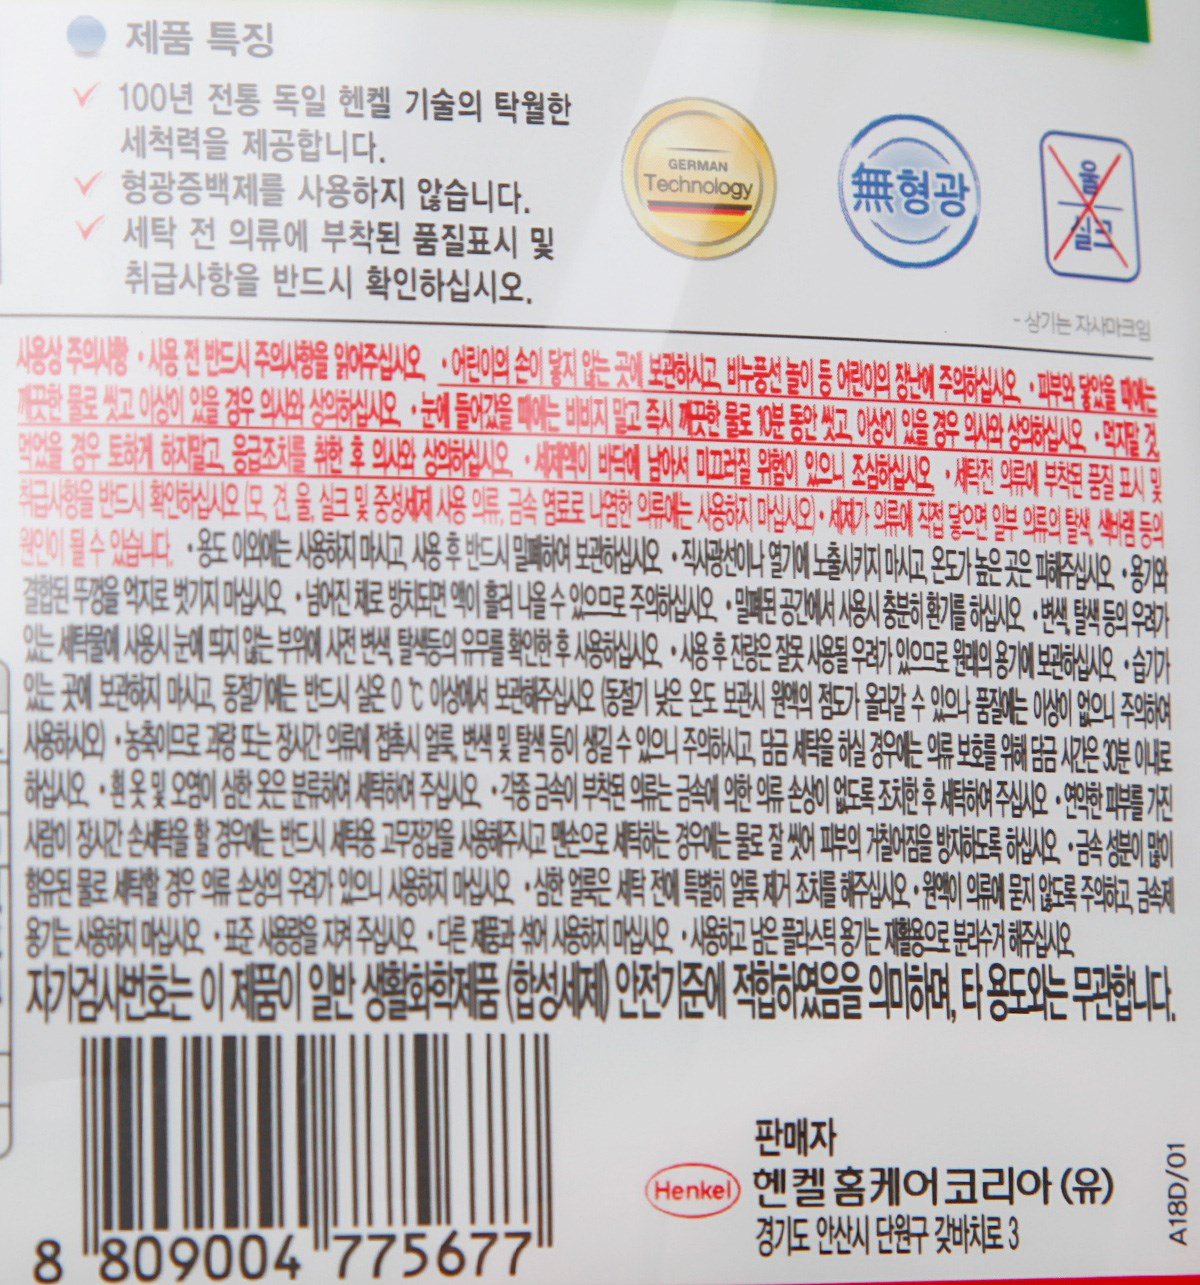 제품 특징
100년 전통 독일 헨켈 기술의 탁월한
세척력을 제공합니다.
형광증백제를 사용하지 않습니다.
세탁 전 의류에 부착된 품질표시 및
취급사항을 반드시 확인하십시오.
GERMAN
Technology
無형광
울
실크
- 상기는 자사마크임
사용상 주의사항 • 사용 전 반드시 주의사항을 읽어주십시오. • 어린이의 손이 닿지 않는 곳에 보관하시고, 비누풍선 놀이 등 어린이의 장난에 주의하십시오. • 피부와 닿았을 때에는
깨끗한 물로 씻고 이상이 있을 경우 의사와 상의하십시오. • 눈에 들어갔을 때에는 비비지 말고 즉시 깨끗한 물로 10분 동안 씻고, 이상이 있을 경우 의사와 상의하십시오. • 먹지말 것.
먹었을 경우 토하게 하지말고, 응급조치를 취한 후 의사와 상의하십시오. • 세제액이 바닥에 남아서 미끄러질 위험이 있으니 조심하십시오. • 세탁전 의류에 부착된 품질 표시 및
취급사항을 반드시 확인하십시오 (모, 견, 울, 실크 및 중성세제 사용 의류, 금속 염료로 나염한 의류에는 사용하지 마십시오) • 세제가 의류에 직접 닿으면 일부 의류의 탈색, 색바램 등의
원인이 될 수 있습니다. • 용도 이외에는 사용하지 마시고, 사용 후 반드시 밀폐하여 보관하십시오. • 직사광선이나 열기에 노출시키지 마시고, 온도가 높은 곳은 피해주십시오. • 용기와
결합된 뚜껑을 억지로 벗기지 마십시오. • 넘어진 채로 방치되면 액이 흘러 나올 수 있으므로 주의하십시오. • 밀폐된 공간에서 사용시 충분히 환기를 하십시오. • 변색, 탈색 등의 우려가
있는 세탁물에 사용시 눈에 띄지 않는 부위에 사전 변색, 탈색등의 유무를 확인한 후 사용하십시오. • 사용 후 잔량은 잘못 사용될 우려가 있으므로 원래의 용기에 보관하십시오. • 습기가
있는 곳에 보관하지 마시고, 동절기에는 반드시 실온 0 ℃ 이상에서 보관해주십시오 (동절기 낮은 온도 보관시 원액의 점도가 올라갈 수 있으나 품질에는 이상이 없으니 주의하여
사용하시오) • 농축이므로 과량 또는 장시간 의류에 접촉시 얼룩, 변색 및 탈색 등이 생길 수 있으니 주의하시고, 담금 세탁을 하실 경우에는 의류 보호를 위해 담금 시간은 30분 이내로
하십시오. • 흰 옷 및 오염이 심한 옷은 분류하여 세탁하여 주십시오. • 각종 금속이 부착된 의류는 금속에 의한 의류 손상이 없도록 조치한 후 세탁하여 주십시오. • 연약한 피부를 가진
사람이 장시간 손세탁을 할 경우에는 반드시 세탁용 고무장갑을 사용해주시고 맨손으로 세탁하는 경우에는 물로 잘 씻어 피부의 거칠어짐을 방지하도록 하십시오. • 금속 성분이 많이
함유된 물로 세탁할 경우 의류 손상의 우려가 있으니 사용하지 마십시오. • 심한 얼룩은 세탁 전에 특별히 얼룩 제거 조치를 해주십시오. • 원액이 의류에 묻지 않도록 주의하고, 금속제
용기는 사용하지 마십시오. • 표준 사용량을 지켜 주십시오. • 다른 제품과 섞어 사용하지 마십시오. • 사용하고 남은 플라스틱 용기는 재활용으로 분리수거 해주십시오.
자가검사번호는 이 제품이 일반 생활화학제품 (합성세제) 안전기준에 적합하였음을 의미하며, 타 용도와는 무관합니다.
8 809004 775677
판매자
Henkel 헨켈홈케어코리아 (유)
경기도 안산시 단원구 갖바치로 3
A18D/01